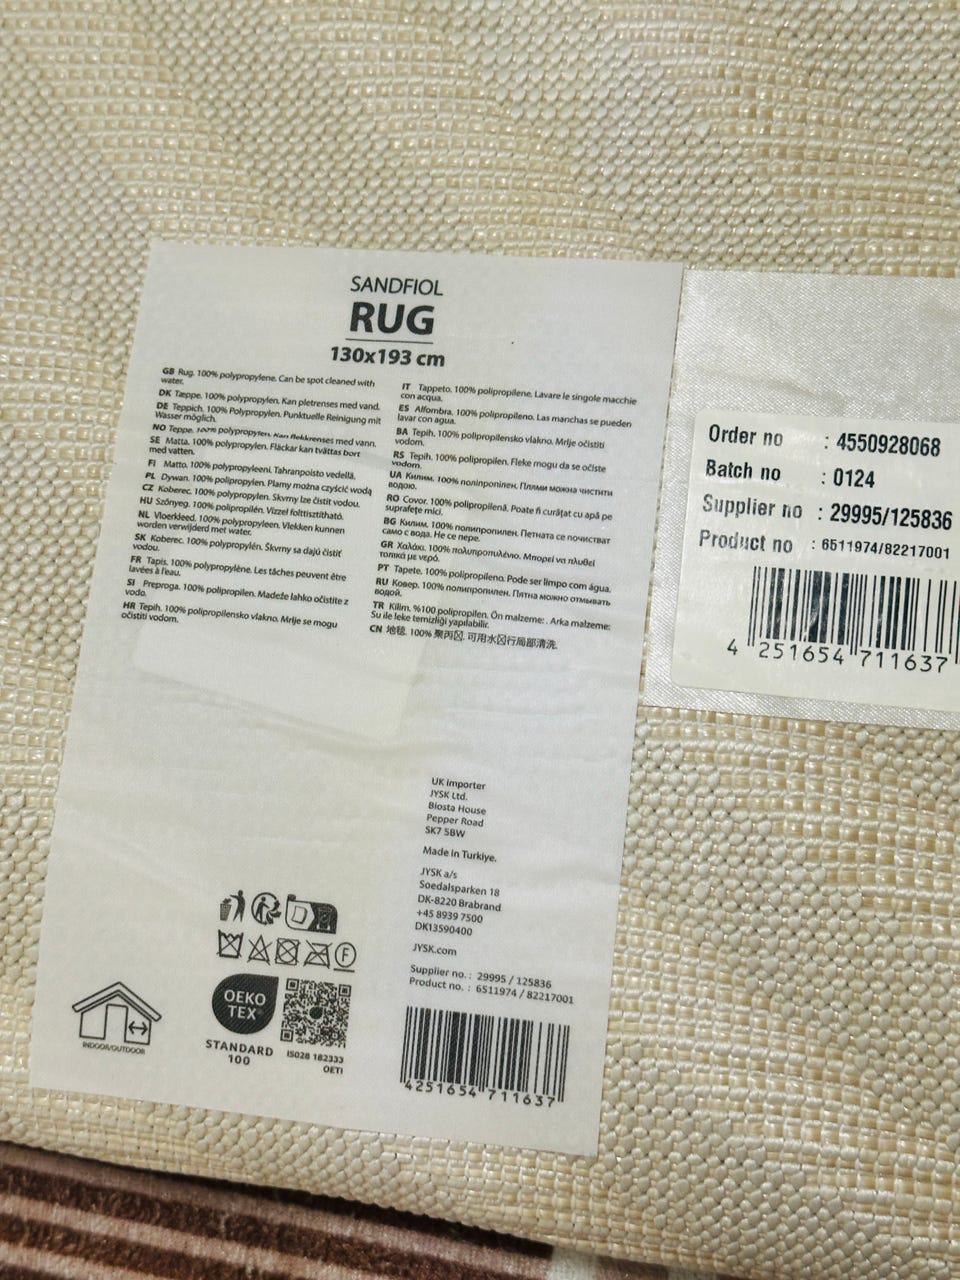 SANDFIOL
RUG
130x193 cm
GB Rug. 100% polypropylene. Can be spot cleaned with
water.
DK Tæppe. 100% polypropylen. Kan pletrenses med vand.
DE Teppich. 100% Polypropylen. Punktuelle Reinigung mit
Wasser möglich.
NO Teppe. 100% polypropylen. Kan flekkrenses med vann.
SE Matta. 100% polypropylen. Fläckar kan tvättas bort
med vatten.
FI Matto. 100% polypropyleeni. Tahranpoisto vedellä.
PL Dywan. 100% polipropylen. Plamy można czyścić wodą
CZ Koberec. 100% polypropylen. Skvrny lze čistit vodou.
HU Szőnyeg. 100% polipropilén. Vízzel folttisztítható.
NL Vloerkleed. 100% polypropyleen. Vlekken kunnen
worden verwijderd met water.
SK Koberec. 100% polypropylén. Škvrny sa dajú čistiť
vodou.
FR Tapis. 100% polypropylène. Les tâches peuvent être
lavées à l'eau.
SI Preproga. 100% polipropilen. Madeže lahko očistite z
vodo.
HR Tepih. 100% polipropilensko vlakno. Mrlje se mogu
očistiti vodom.
IT Tappeto. 100% polipropilene. Lavare le singole macchie
con acqua.
ES Alfombra. 100% polipropileno. Las manchas se pueden
lavar con agua.
BA Tepih. 100% polipropilensko vlakno. Mrlje očistiti
vodom.
RS Tepih. 100% polipropilen. Fleke mogu da se očiste
vodom.
UA Килим. 100% поліпропілен. Плями можна чистити
водою.
RO Covor. 100% polipropilenă. Poate fi curățat cu apă pe
suprafețe mici.
BG Килим. 100% полипропилен. Петната се почистват
само с вода. Не се пере.
GR Χαλάκι. 100% πολυπροπυλένιο. Μπορεί να πλυθεί
τοπικά με νερό.
PT Tapete. 100% polipropileno. Pode ser limpo com água.
RU Ковер. 100% полипропилен. Пятна можно отмывать
водой.
TR Kilim. %100 polipropilen. Ön malzeme: . Arka malzeme:
Su ile leke temizliği yapılabilir.
CN 地毯. 100% 聚丙☒. 可用水☒行局部清洗.
UK importer
JYSK Ltd.
Biosta House
Pepper Road
SK7 5BW
Made in Turkiye.
JYSK a/s
Soedalsparken 18
DK-8220 Brabrand
+45 8939 7500
DK13590400
JYSK.com
Supplier no. : 29995 / 125836
Product no. : 6511974 / 82217001
4251654 711637
F
INDOOR/OUTDOOR
OEKO
TEX®
STANDARD
100
IS028 182333
OETI
Order no : 4550928068
Batch no : 0124
Supplier no : 29995/125836
Product no : 6511974/82217001
4 251654 711637